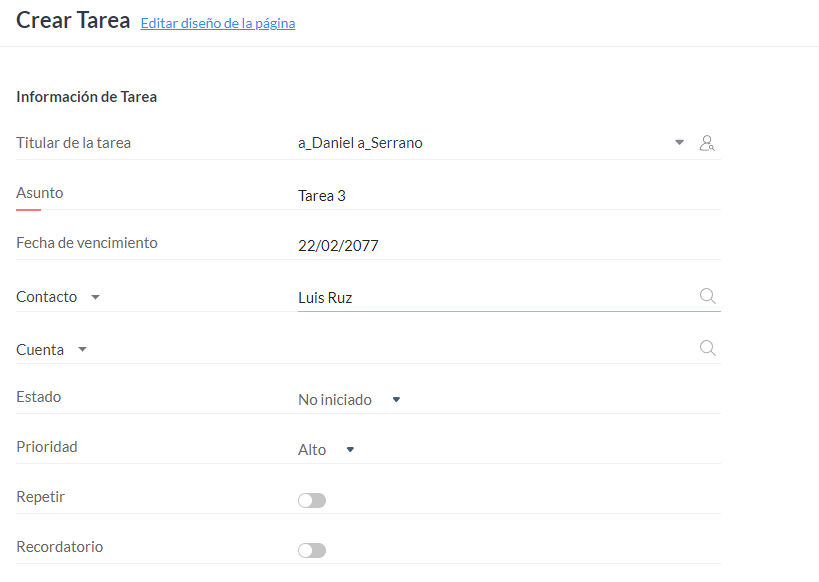 Crear Tarea Editar diseño de la página
Información de Tarea
Titular de la tarea a_Daniel a_Serrano
Asunto Tarea 3
Fecha de vencimiento 22/02/2077
Contacto Luis Ruz
Cuenta
Estado No iniciado
Prioridad Alto
Repetir
Recordatorio